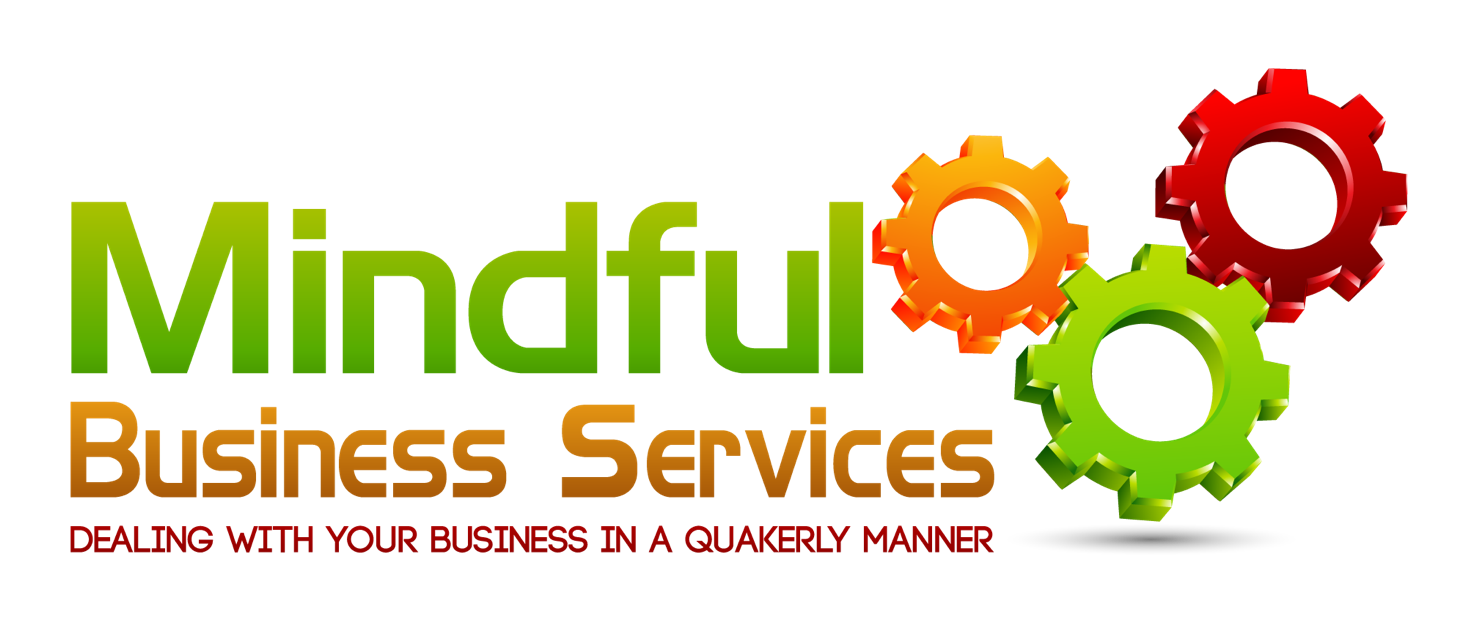 Mindful
Business Services
DEALING WITH YOUR BUSINESS IN A QUAKERLY MANNER